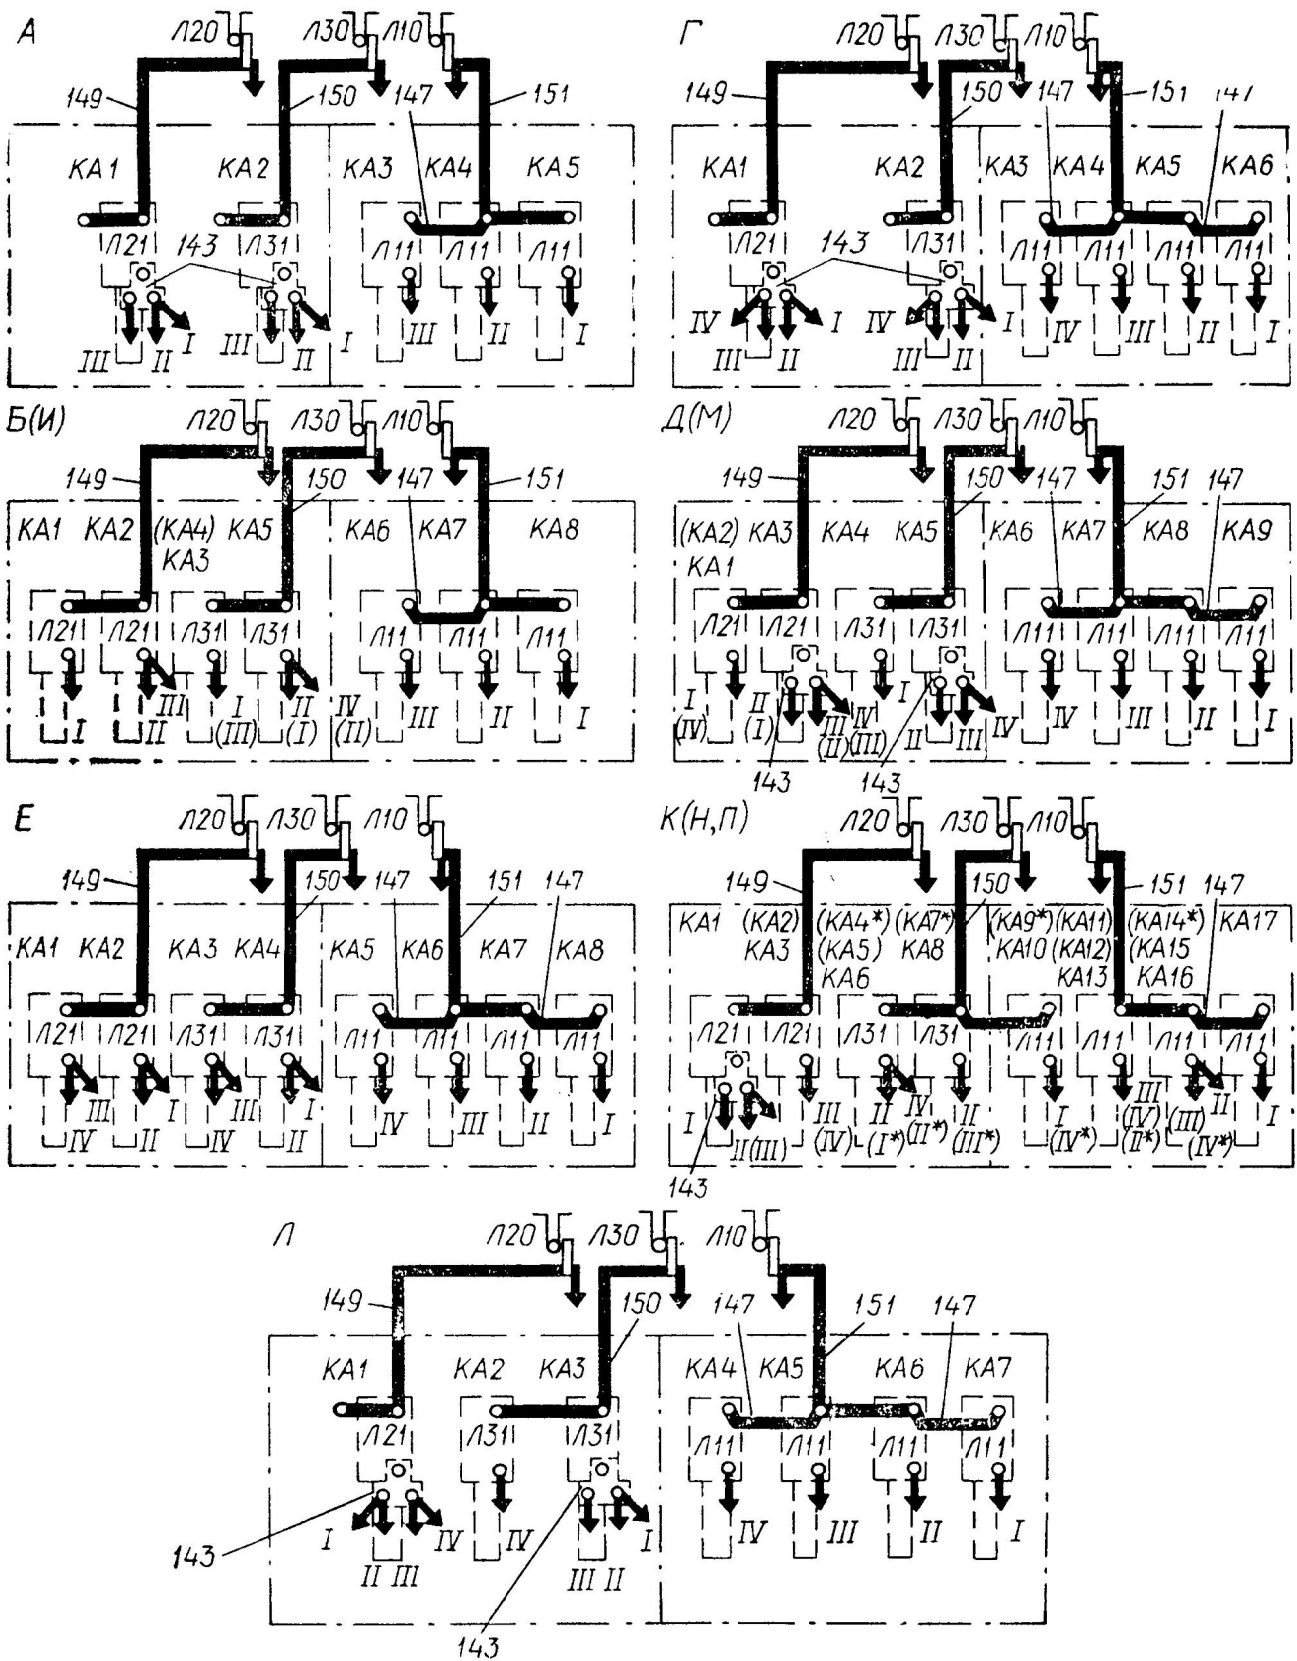 А Л20 Л30 Л10
149 150 147 151
КА1 КА2 КА3 КА4 КА5
Л21 143 Л31 Л11 Л11 Л11
III II I III II I III II I
Г Л20 Л30 Л10
149 150 147 151 147
КА1 КА2 КА3 КА4 КА5 КА6
Л21 143 Л31 Л11 Л11 Л11 Л11
IV I IV I IV III II I
III II III II
Б(И) Л20 Л30 Л10
149 150 147 151
КА1 КА2 (КА4) КА5 КА6 КА7 КА8
КА3
Л21 Л21 Л31 Л31 Л11 Л11 Л11
III I II IV III II I
I II (III) (I) (II)
Д(М) Л20 Л30 Л10
149 150 147 151 147
(КА2) КА3 КА4 КА5 КА6 КА7 КА8 КА9
КА1
Л21 Л21 Л31 Л31 Л11 Л11 Л11 Л11
I II III IV I II III IV IV III II I
(IV) (I) (II) (III)
143 143
Е Л20 Л30 Л10
149 150 147 151 147
КА1 КА2 КА3 КА4 КА5 КА6 КА7 КА8
Л21 Л21 Л31 Л31 Л11 Л11 Л11 Л11
III I III I IV III II I
IV II IV II
К(Н,П) Л20 Л30 Л10
149 150 151 147
КА1 (КА2) (КА4*) (КА7*) (КА9*) (КА11) (КА14*) КА17
КА3 (КА5) КА8 КА10 (КА12) (КА15
КА6 КА13 КА16
Л21 Л21 Л31 Л31 Л11 Л11 Л11 Л11
I III II IV II I III II I
II(III) (IV) (I*) (II*) (III*) (IV*) (IV) (III)
(II*) (IV*)
143
Л Л20 Л30 Л10
149 150 147 151 147
КА1 КА2 КА3 КА4 КА5 КА6 КА7
Л21 Л31 Л31 Л11 Л11 Л11 Л11
143 I IV IV I IV III II I
II III III II
143